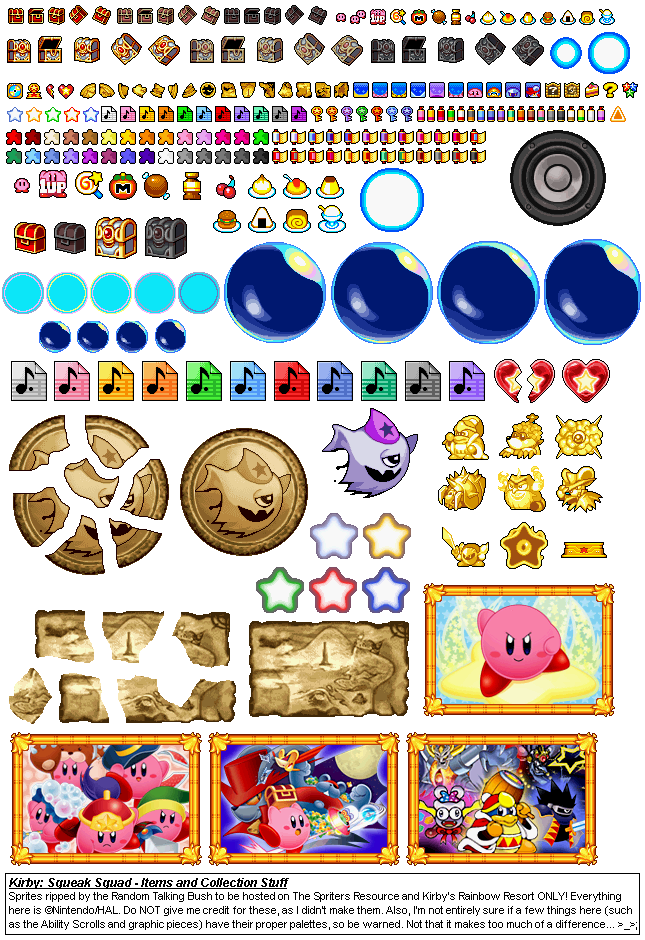 1UP
M
1UP
M
Kirby: Squeak Squad - Items and Collection Stuff
Sprites ripped by the Random Talking Bush to be hosted on The Spriters Resource and Kirby's Rainbow Resort ONLY! Everything
here is ©Nintendo/HAL. Do NOT give me credit for these, as I didn't make them. Also, I'm not entirely sure if a few things here (such
as the Ability Scrolls and graphic pieces) have their proper palettes, so be warned. Not that it makes too much of a difference... >_>;